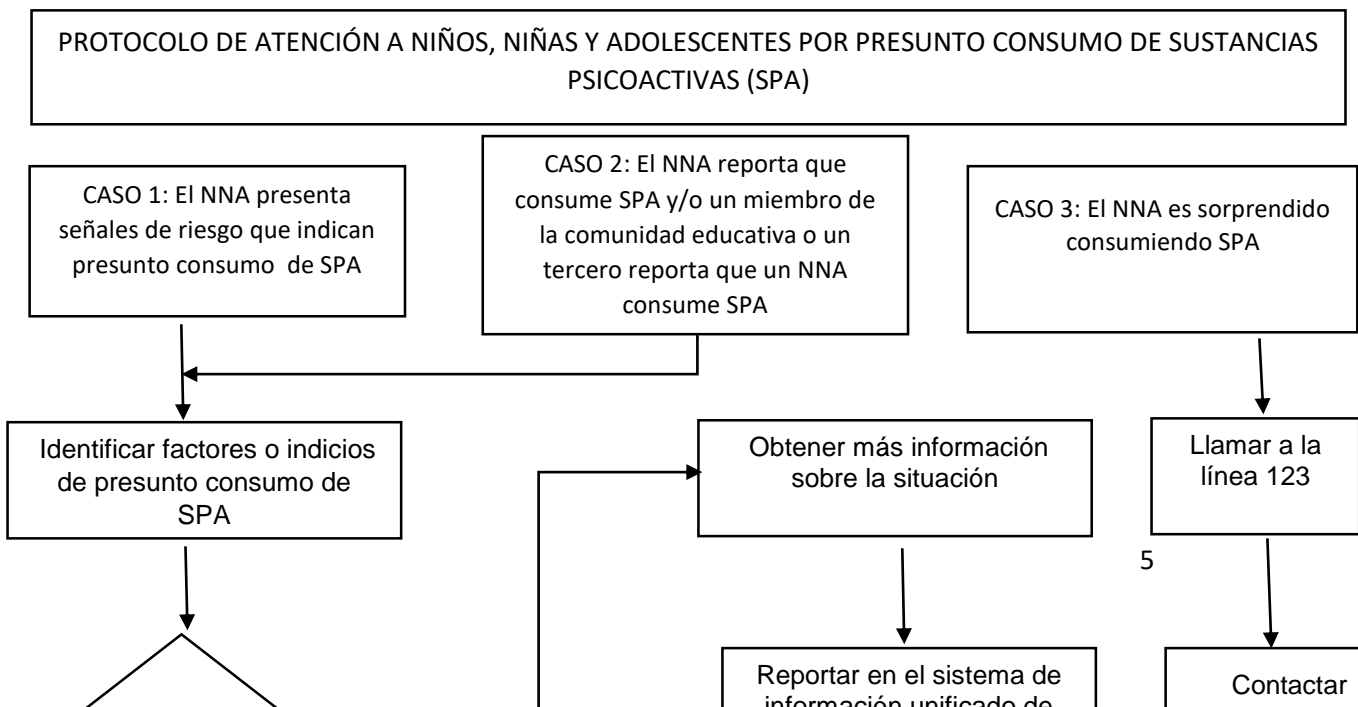 PROTOCOLO DE ATENCIÓN A NIÑOS, NIÑAS Y ADOLESCENTES POR PRESUNTO CONSUMO DE SUSTANCIAS
PSICOACTIVAS (SPA)
CASO 1: El NNA presenta
señales de riesgo que indican
presunto consumo de SPA
CASO 2: El NNA reporta que
consume SPA y/o un miembro de
la comunidad educativa o un
tercero reporta que un NNA
consume SPA
CASO 3: El NNA es sorprendido
consumiendo SPA
Identificar factores o indicios
de presunto consumo de
SPA
Obtener más información
sobre la situación
Llamar a la
línea 123
5
Reportar en el sistema de
información unificado de
Contactar